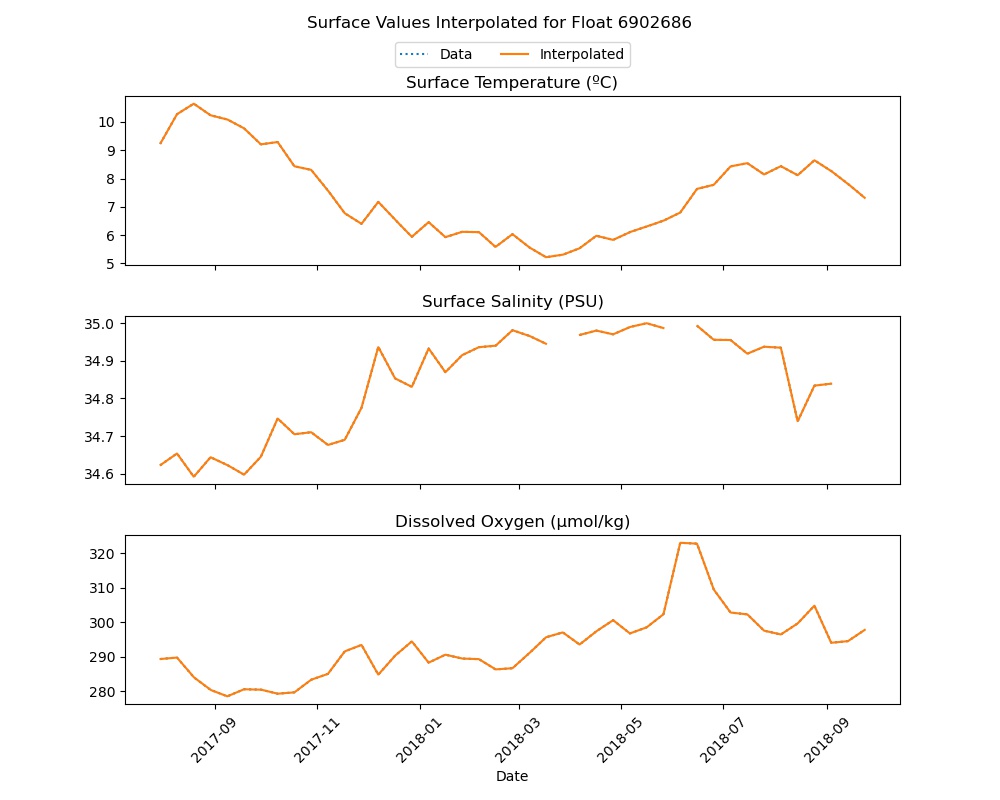 Surface Values Interpolated for Float 6902686
Data Interpolated
Surface Temperature (ºC)
10
9
8
7
6
5
Surface Salinity (PSU)
35.0
34.9
34.8
34.7
34.6
Dissolved Oxygen (μmol/kg)
320
310
300
290
280
2017-09 2017-11 2018-01 2018-03 2018-05 2018-07 2018-09
Date